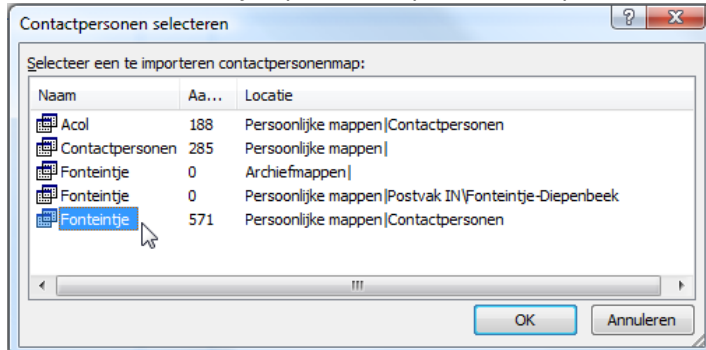 Contactpersonen selecteren
Selecteer een te importeren contactpersonenmap:
Naam Aa... Locatie
Acol 188 Persoonlijke mappen|Contactpersonen
Contactpersonen 285 Persoonlijke mappen|
Fonteintje 0 Archiefmappen|
Fonteintje 0 Persoonlijke mappen|Postvak IN\Fonteintje-Diepenbeek
Fonteintje 571 Persoonlijke mappen|Contactpersonen
OK Annuleren